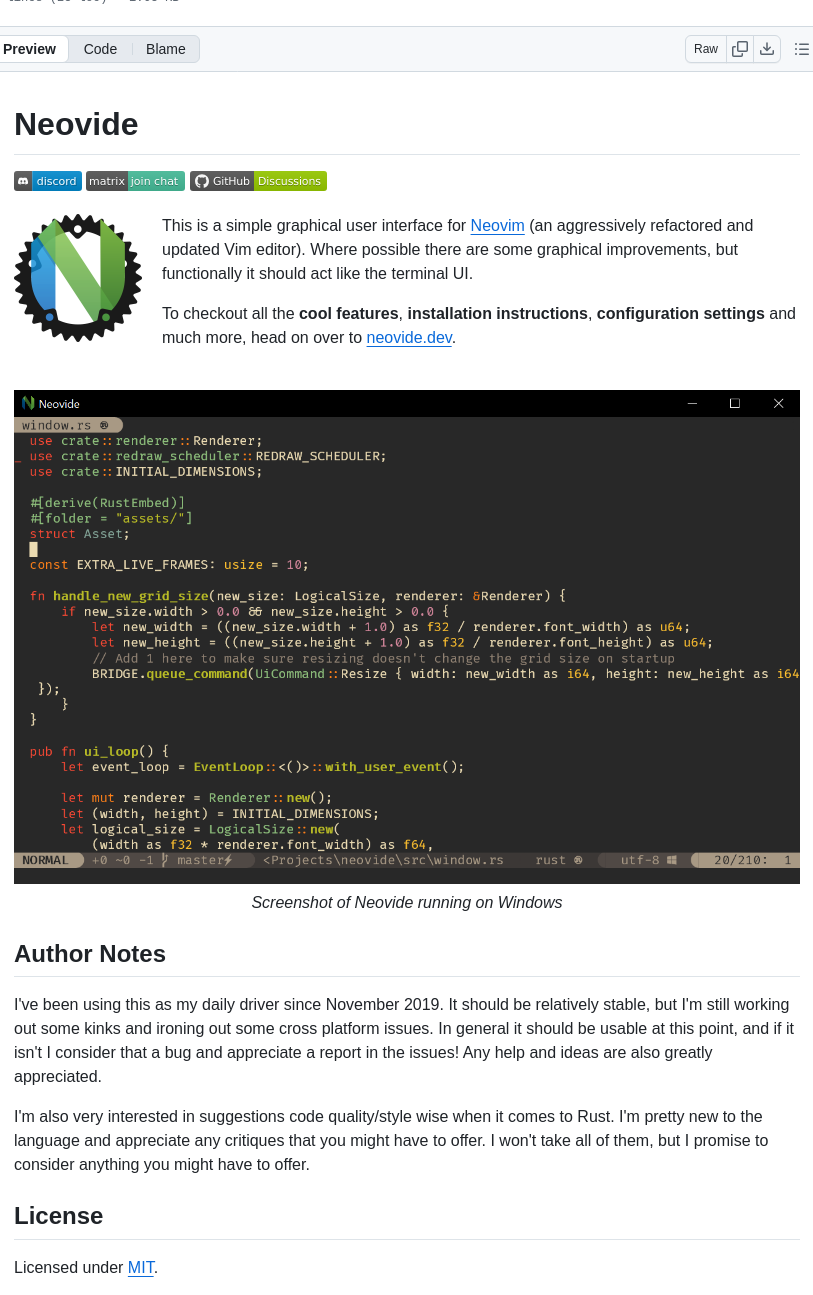 Preview Code Blame Raw
Neovide
discord matrix join chat GitHub Discussions
This is a simple graphical user interface for Neovim (an aggressively refactored and
updated Vim editor). Where possible there are some graphical improvements, but
functionally it should act like the terminal UI.
To checkout all the cool features, installation instructions, configuration settings and
much more, head on over to neovide.dev.
Neovide
window.rs
use crate::renderer::Renderer;
_ use crate::redraw_scheduler::REDRAW_SCHEDULER;
use crate::INITIAL_DIMENSIONS;
#[derive(RustEmbed)]
#[folder = "assets/"]
struct Asset;
const EXTRA_LIVE_FRAMES: usize = 10;
fn handle_new_grid_size(new_size: LogicalSize, renderer: &Renderer) {
if new_size.width > 0.0 && new_size.height > 0.0 {
let new_width = ((new_size.width + 1.0) as f32 / renderer.font_width) as u64;
let new_height = ((new_size.height + 1.0) as f32 / renderer.font_height) as u64;
// Add 1 here to make sure resizing doesn't change the grid size on startup
BRIDGE.queue_command(UiCommand::Resize { width: new_width as i64, height: new_height as i64
});
}
}
pub fn ui_loop() {
let event_loop = EventLoop::<()>::with_user_event();
let mut renderer = Renderer::new();
let (width, height) = INITIAL_DIMENSIONS;
let logical_size = LogicalSize::new(
(width as f32 * renderer.font_width) as f64,
NORMAL +0 ~0 -1 master <Projects\neovide\src\window.rs rust utf-8 20/210: 1
Screenshot of Neovide running on Windows
Author Notes
I've been using this as my daily driver since November 2019. It should be relatively stable, but I'm still working
out some kinks and ironing out some cross platform issues. In general it should be usable at this point, and if it
isn't I consider that a bug and appreciate a report in the issues! Any help and ideas are also greatly
appreciated.
I'm also very interested in suggestions code quality/style wise when it comes to Rust. I'm pretty new to the
language and appreciate any critiques that you might have to offer. I won't take all of them, but I promise to
consider anything you might have to offer.
License
Licensed under MIT.